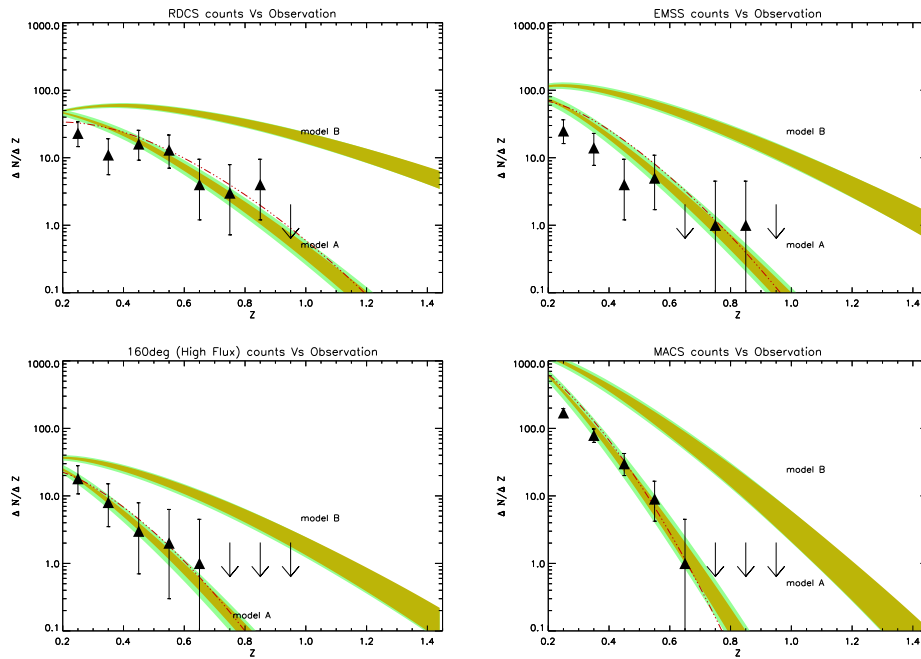 RDCS counts Vs Observation
1000.0
100.0
10.0
1.0
0.1
Δ N/Δ Z
model B
model A
0.2 0.4 0.6 0.8 1.0 1.2 1.4
Z
EMSS counts Vs Observation
1000.0
100.0
10.0
1.0
0.1
Δ N/Δ Z
model B
model A
0.2 0.4 0.6 0.8 1.0 1.2 1.4
Z
160deg (High Flux) counts Vs Observation
1000.0
100.0
10.0
1.0
0.1
Δ N/Δ Z
model B
model A
0.2 0.4 0.6 0.8 1.0 1.2 1.4
Z
MACS counts Vs Observation
1000.0
100.0
10.0
1.0
0.1
Δ N/Δ Z
model B
model A
0.2 0.4 0.6 0.8 1.0 1.2 1.4
Z